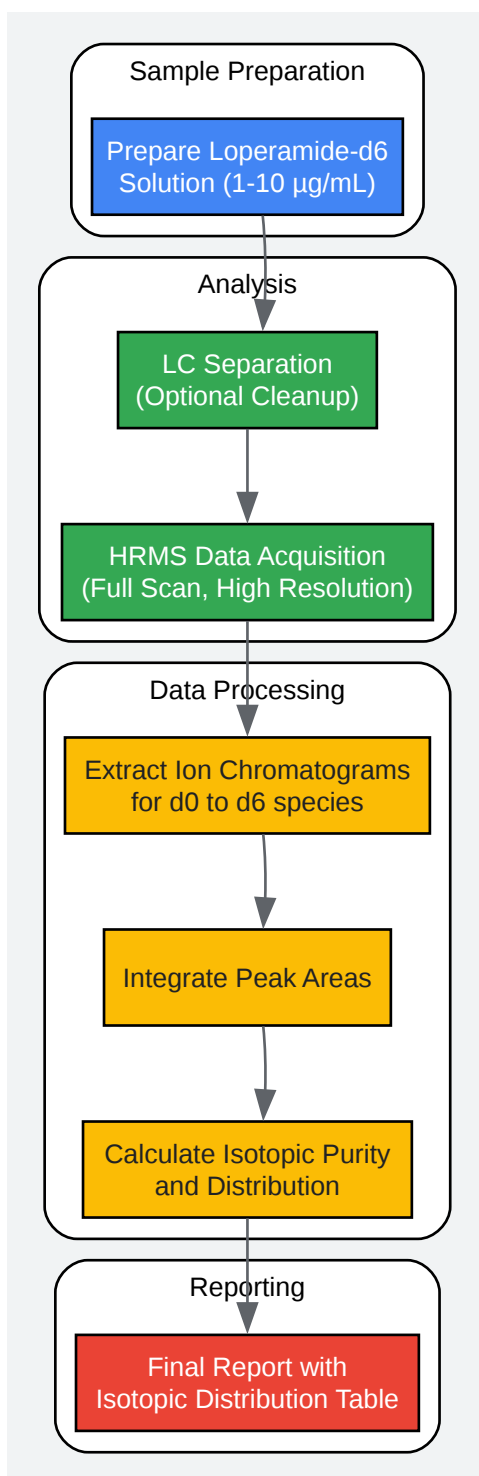 Sample Preparation
Prepare Loperamide-d6
Solution (1-10 µg/mL)
Analysis
LC Separation
(Optional Cleanup)
HRMS Data Acquisition
(Full Scan, High Resolution)
Data Processing
Extract Ion Chromatograms
for d0 to d6 species
Integrate Peak Areas
Calculate Isotopic Purity
and Distribution
Reporting
Final Report with
Isotopic Distribution Table